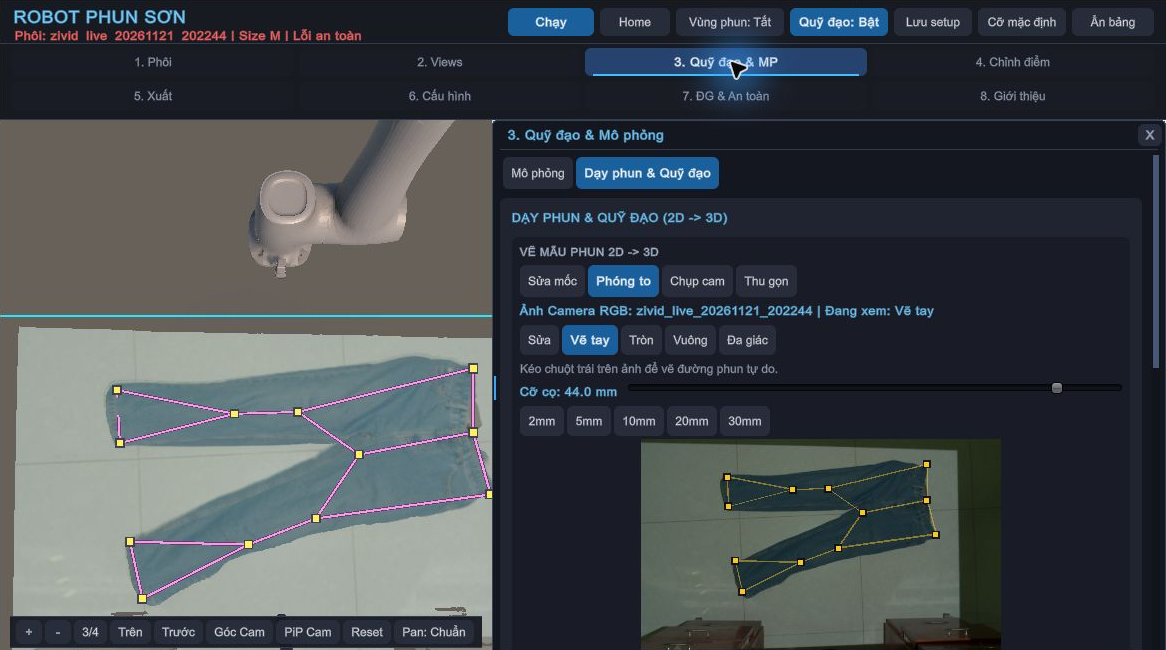 ROBOT PHUN SƠN
Phôi: zivid_live_20261121_202244 | Size M | Lỗi an toàn
Chạy
Home
Vùng phun: Tắt
Quỹ đạo: Bật
Lưu setup
Cỡ mặc định
Ẩn bảng
1. Phôi
2. Views
3. Quỹ đạo & MP
4. Chỉnh điểm
5. Xuất
6. Cấu hình
7. ĐG & An toàn
8. Giới thiệu
3. Quỹ đạo & Mô phỏng
X
Mô phỏng
Dạy phun & Quỹ đạo
DẠY PHUN & QUỸ ĐẠO (2D -> 3D)
VẼ MẪU PHUN 2D -> 3D
Sửa mốc
Phóng to
Chụp cam
Thu gọn
Ảnh Camera RGB: zivid_live_20261121_202244 | Đang xem: Vẽ tay
Sửa
Vẽ tay
Tròn
Vuông
Đa giác
Kéo chuột trái trên ảnh để vẽ đường phun tự do.
Cỡ cọ: 44.0 mm
2mm
5mm
10mm
20mm
30mm
+
-
3/4
Trên
Trước
Góc Cam
PiP Cam
Reset
Pan: Chuẩn